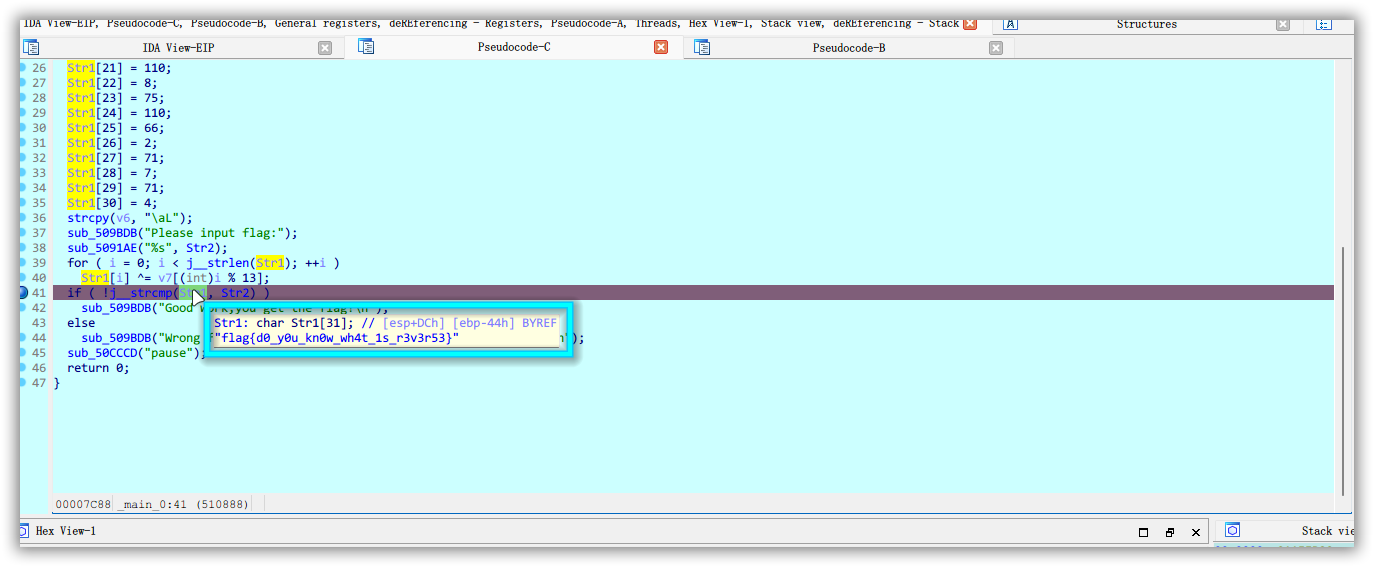 IDA View-EIP, Pseudocode-C, Pseudocode-B, General registers, deREferencing - Registers, Pseudocode-A, Threads, Hex View-1, Stack view, deREferencing - Stack Structures
IDA View-EIP Pseudocode-C Pseudocode-B
26 Str1[21] = 110;
27 Str1[22] = 8;
28 Str1[23] = 75;
29 Str1[24] = 110;
30 Str1[25] = 66;
31 Str1[26] = 2;
32 Str1[27] = 71;
33 Str1[28] = 7;
34 Str1[29] = 71;
35 Str1[30] = 4;
36 strcpy(v6, "\aL");
37 sub_509BDB("Please input flag:");
38 sub_5091AE("%s", Str2);
39 for ( i = 0; i < j__strlen(Str1); ++i )
40 Str1[i] ^= v7[(int)i % 13];
41 if ( !j__strcmp(Str1, Str2) )
42 sub_509BDB("Good work,you get the flag!\n");
43 else
Str1: char Str1[31]; // [esp+DCh] [ebp-44h] BYREF
44 sub_509BDB("Wrong
"flag{d0_y0u_kn0w_wh4t_1s_r3v3r53}"
");
45 sub_50CCCD("pause");
46 return 0;
47 }
00007C88 _main_0:41 (510888)
Hex View-1 Stack vie